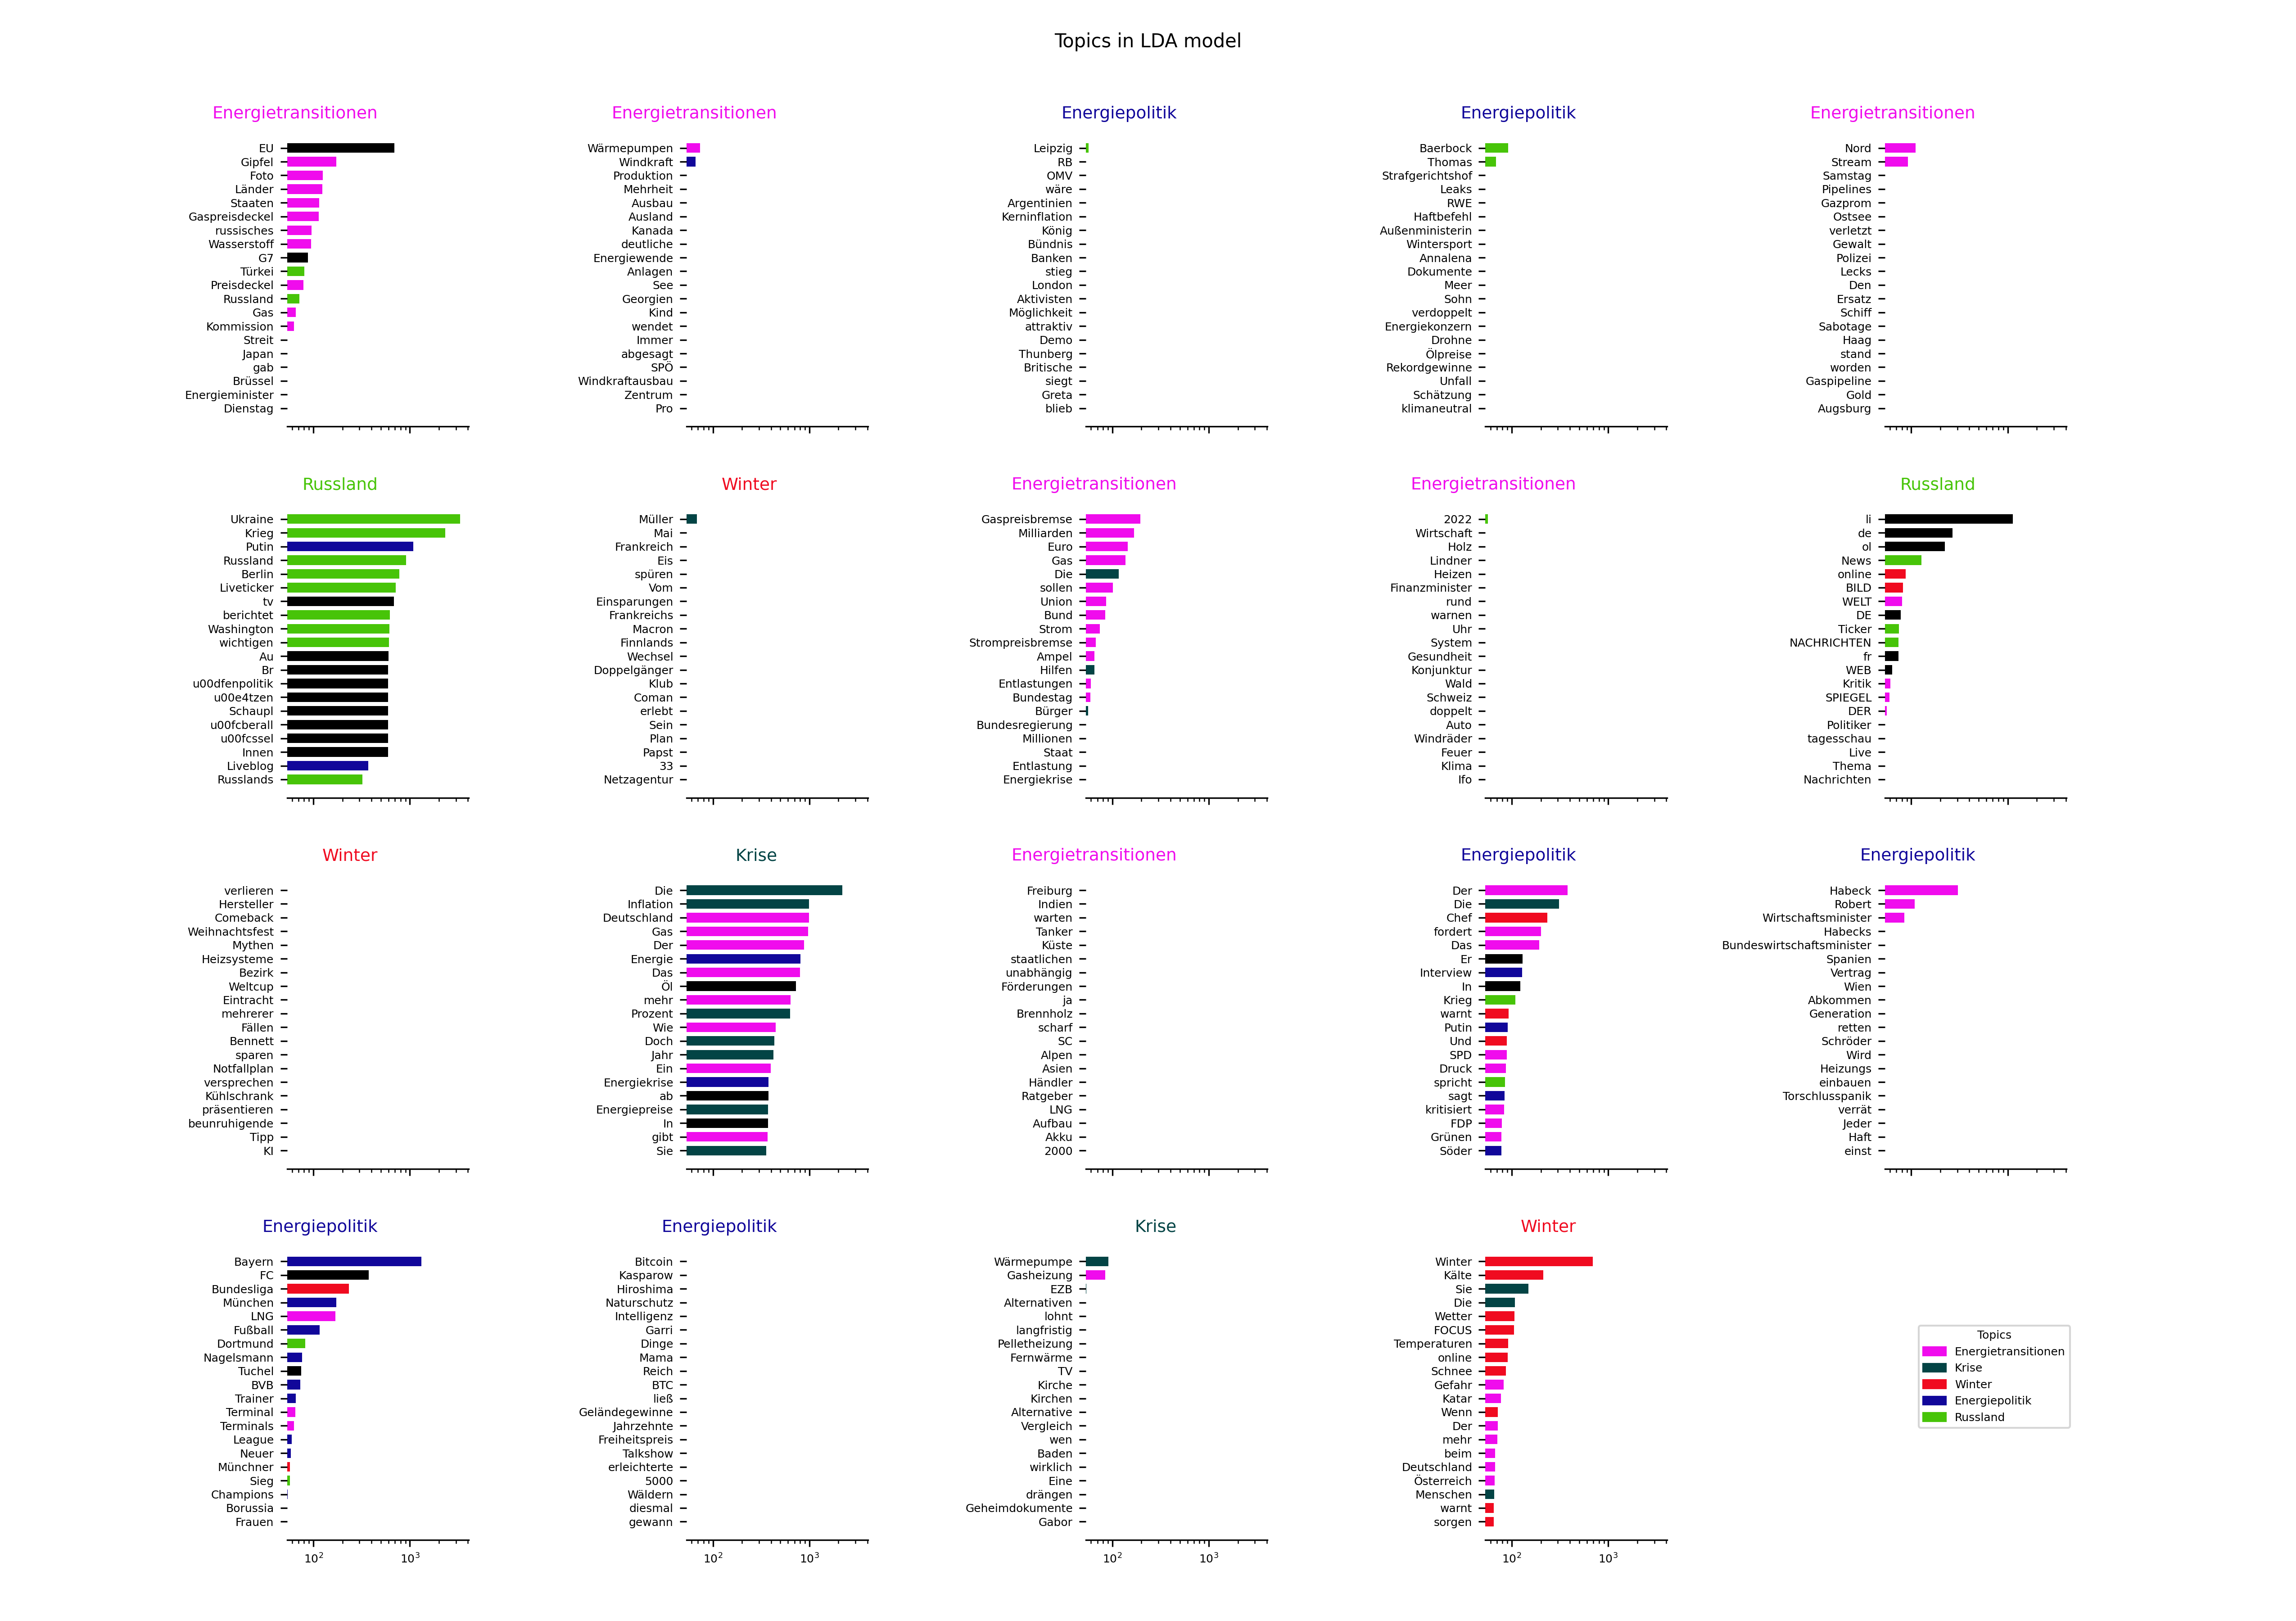 Topics in LDA model
Energietransitionen
EU
Gipfel
Foto
Länder
Staaten
Gaspreisdeckel
russisches
Wasserstoff
G7
Türkei
Preisdeckel
Russland
Gas
Kommission
Streit
Japan
gab
Brüssel
Energieminister
Dienstag
Energietransitionen
Wärmepumpen
Windkraft
Produktion
Mehrheit
Ausbau
Ausland
Kanada
deutliche
Energiewende
Anlagen
See
Georgien
Kind
wendet
Immer
abgesagt
SPÖ
Windkraftausbau
Zentrum
Pro
Energiepolitik
Leipzig
RB
OMV
wäre
Argentinien
Kerninflation
König
Bündnis
Banken
stieg
London
Aktivisten
Möglichkeit
attraktiv
Demo
Thunberg
Britische
siegt
Greta
blieb
Energiepolitik
Baerbock
Thomas
Strafgerichtshof
Leaks
RWE
Haftbefehl
Außenministerin
Wintersport
Annalena
Dokumente
Meer
Sohn
verdoppelt
Energiekonzern
Drohne
Ölpreise
Rekordgewinne
Unfall
Schätzung
klimaneutral
Energietransitionen
Nord
Stream
Samstag
Pipelines
Gazprom
Ostsee
verletzt
Gewalt
Polizei
Lecks
Den
Ersatz
Schiff
Sabotage
Haag
stand
worden
Gaspipeline
Gold
Augsburg
Russland
Ukraine
Krieg
Putin
Russland
Berlin
Liveticker
tv
berichtet
Washington
wichtigen
Au
Br
u00dfenpolitik
u00e4tzen
Schaupl
u00fcberall
u00fcssel
Innen
Liveblog
Russlands
Winter
Müller
Mai
Frankreich
Eis
spüren
Vom
Einsparungen
Frankreichs
Macron
Finnlands
Wechsel
Doppelgänger
Klub
Coman
erlebt
Sein
Plan
Papst
33
Netzagentur
Energietransitionen
Gaspreisbremse
Milliarden
Euro
Gas
Die
sollen
Union
Bund
Strom
Strompreisbremse
Ampel
Hilfen
Entlastungen
Bundestag
Bürger
Bundesregierung
Millionen
Staat
Entlastung
Energiekrise
Energietransitionen
2022
Wirtschaft
Holz
Lindner
Heizen
Finanzminister
rund
warnen
Uhr
System
Gesundheit
Konjunktur
Wald
Schweiz
doppelt
Auto
Windräder
Feuer
Klima
Ifo
Russland
li
de
ol
News
online
BILD
WELT
DE
Ticker
NACHRICHTEN
fr
WEB
Kritik
SPIEGEL
DER
Politiker
tagesschau
Live
Thema
Nachrichten
Winter
verlieren
Hersteller
Comeback
Weihnachtsfest
Mythen
Heizsysteme
Bezirk
Weltcup
Eintracht
mehrerer
Fällen
Bennett
sparen
Notfallplan
versprechen
Kühlschrank
präsentieren
beunruhigende
Tipp
KI
Krise
Die
Inflation
Deutschland
Gas
Der
Energie
Das
Öl
mehr
Prozent
Wie
Doch
Jahr
Ein
Energiekrise
ab
Energiepreise
In
gibt
Sie
Energietransitionen
Freiburg
Indien
warten
Tanker
Küste
staatlichen
unabhängig
Förderungen
ja
Brennholz
scharf
SC
Alpen
Asien
Händler
Ratgeber
LNG
Aufbau
Akku
2000
Energiepolitik
Der
Die
Chef
fordert
Das
Er
Interview
In
Krieg
warnt
Putin
Und
SPD
Druck
spricht
sagt
kritisiert
FDP
Grünen
Söder
Energiepolitik
Habeck
Robert
Wirtschaftsminister
Habecks
Bundeswirtschaftsminister
Spanien
Vertrag
Wien
Abkommen
Generation
retten
Schröder
Wird
Heizungs
einbauen
Torschlusspanik
verrät
Jeder
Haft
einst
Energiepolitik
Bayern
FC
Bundesliga
München
LNG
Fußball
Dortmund
Nagelsmann
Tuchel
BVB
Trainer
Terminal
Terminals
League
Neuer
Münchner
Sieg
Champions
Borussia
Frauen
10² 10³
Energiepolitik
Bitcoin
Kasparow
Hiroshima
Naturschutz
Intelligenz
Garri
Dinge
Mama
Reich
BTC
ließ
Geländegewinne
Jahrzehnte
Freiheitspreis
Talkshow
erleichterte
5000
Wäldern
diesmal
gewann
10² 10³
Krise
Wärmepumpe
Gasheizung
EZB
Alternativen
lohnt
langfristig
Pelletheizung
Fernwärme
TV
Kirche
Kirchen
Alternative
Vergleich
wen
Baden
wirklich
Eine
drängen
Geheimdokumente
Gabor
10² 10³
Winter
Winter
Kälte
Sie
Die
Wetter
FOCUS
Temperaturen
online
Schnee
Gefahr
Katar
Wenn
Der
mehr
beim
Deutschland
Österreich
Menschen
warnt
sorgen
10² 10³
Topics
Energietransitionen
Krise
Winter
Energiepolitik
Russland